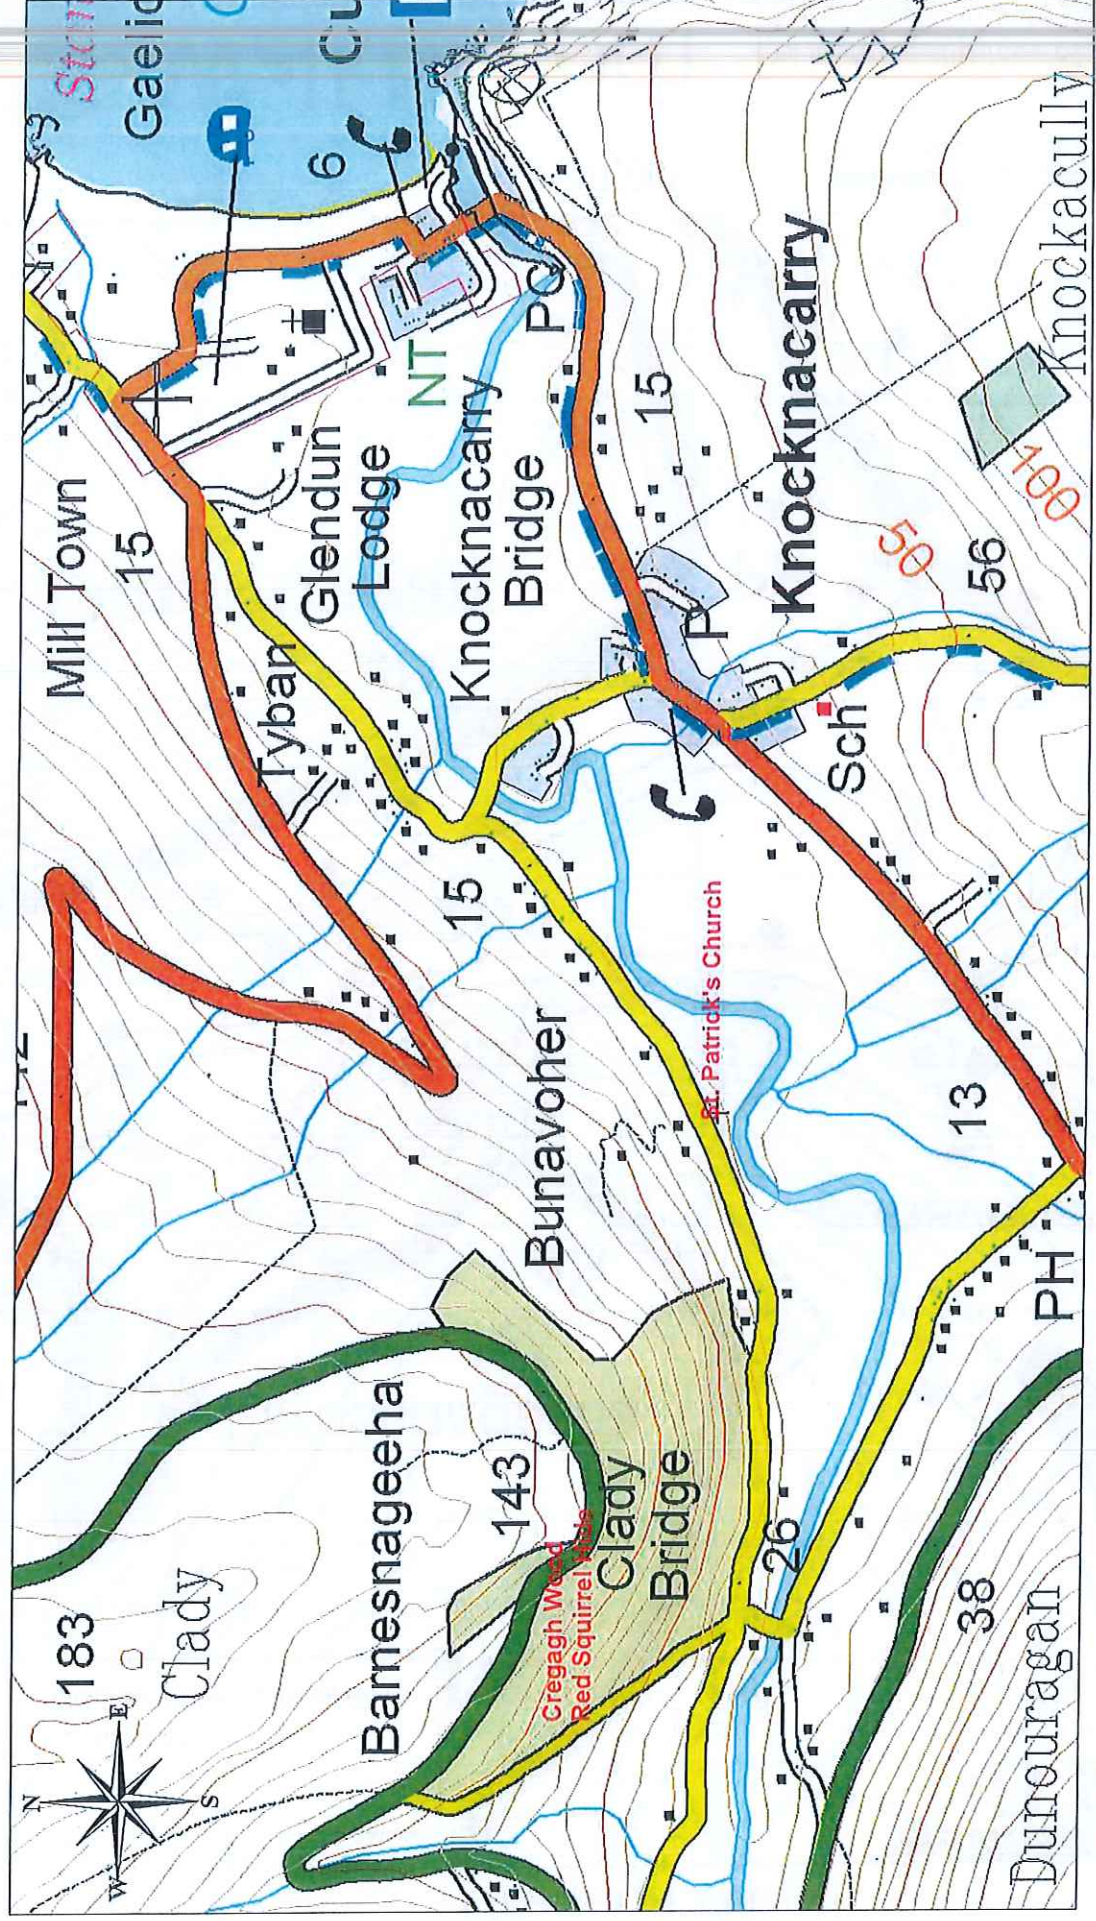 Gaelic
Cu
6
Mill Town
15
NT
Glendun
Lodge
Tyban
Knocknacarry
Bridge
PO
15
Knocknacarry
Knockacully
100
50
56
P
Sch
15
Bunavoher
St. Patrick's Church
13
PH
Barnesnageeha
143
Clady
Bridge
Cregagh Wood
Red Squirrel Hide
26
183
Clady
38
Dunouragan
N
E
S
W